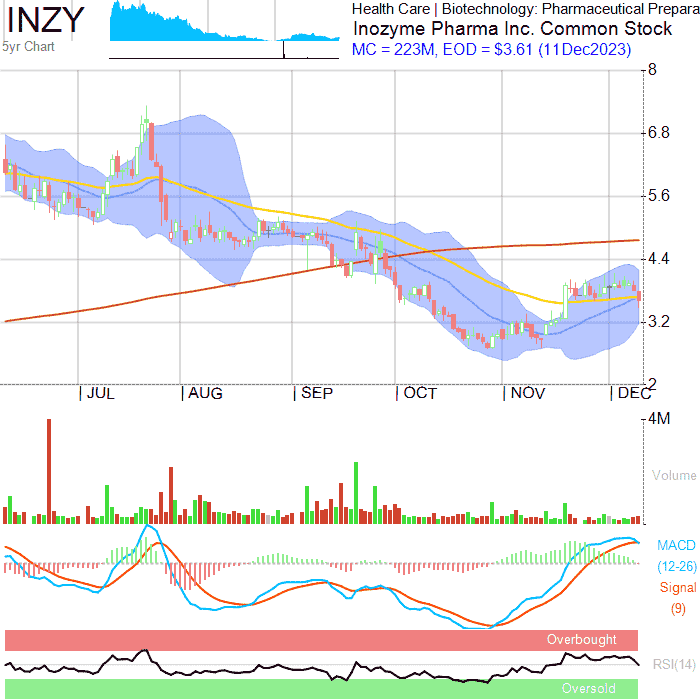 INZY
5yr Chart
Health Care | Biotechnology: Pharmaceutical Prepara
Inozyme Pharma Inc. Common Stock
MC = 223M, EOD = $3.61 (11Dec2023)
8
6.8
5.6
4.4
3.2
2
| JUL | AUG | SEP | OCT | NOV | DEC
4M
Volume
MACD
(12-26)
Signal
(9)
Overbought
RSI(14)
Oversold